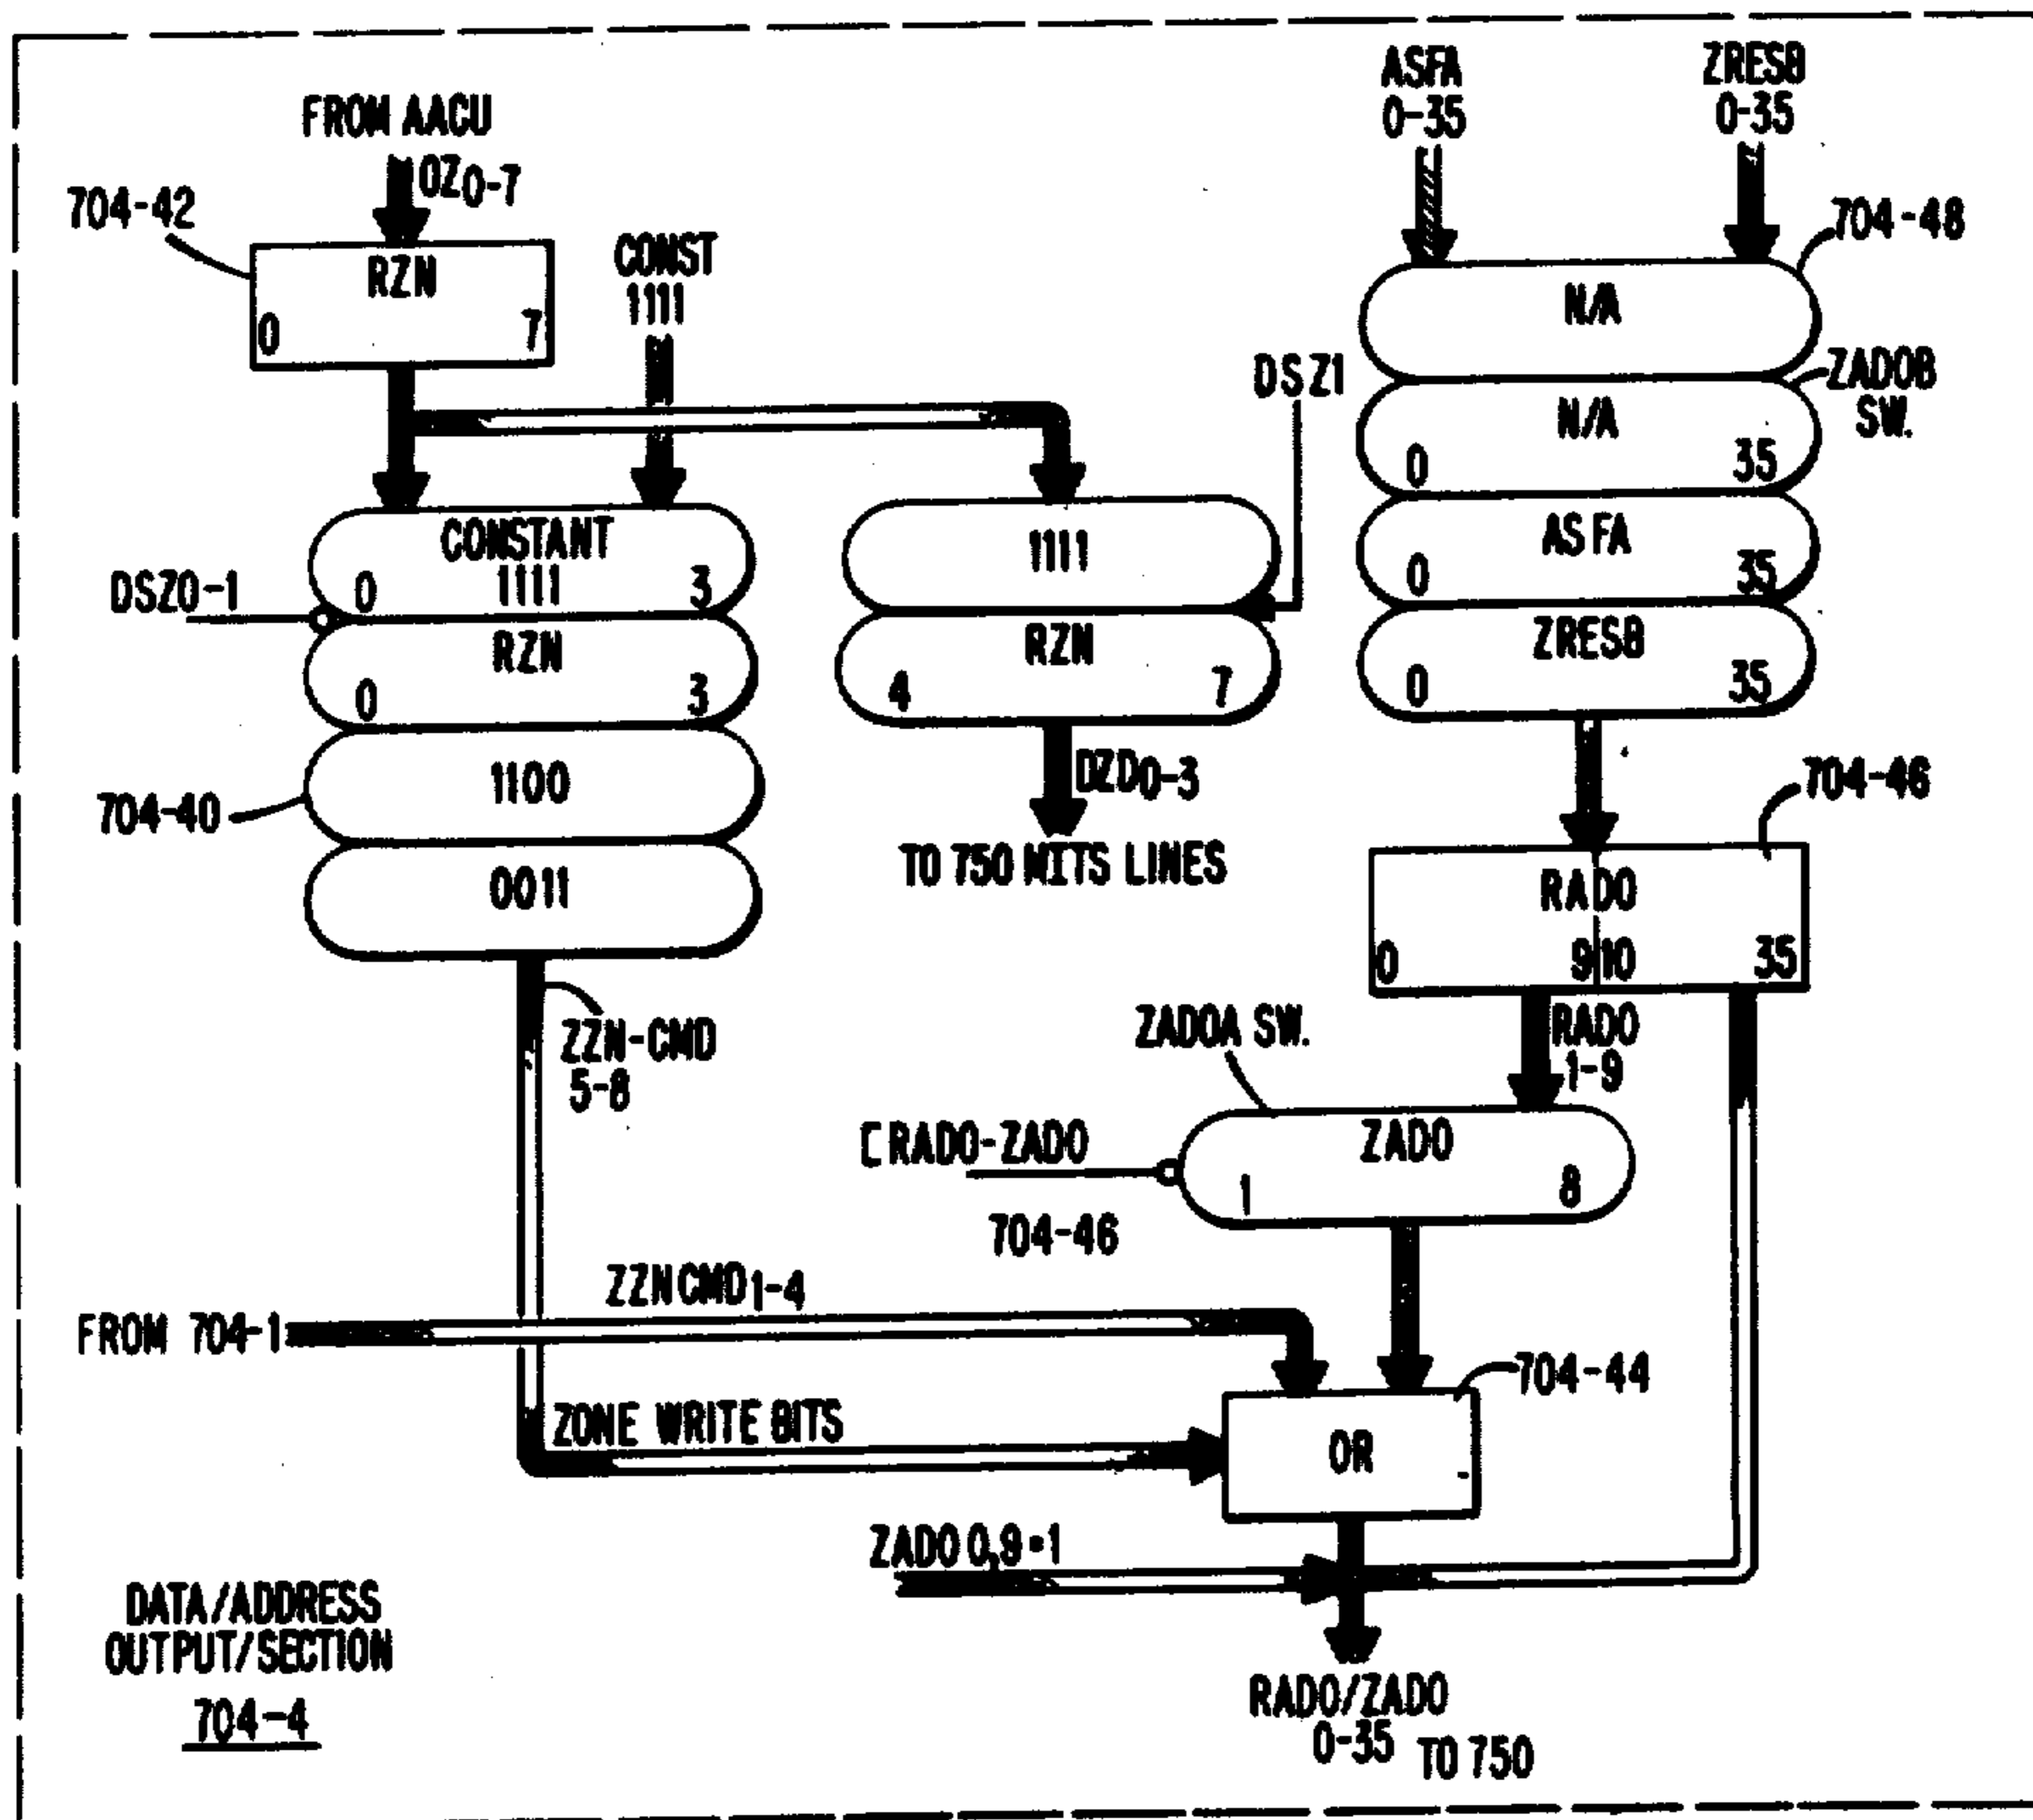 FROM AACU
OZ0-7
704-42
RZN
0 7
CONST
1111
ASFA
0-35
ZRESB
0-35
704-48
N/A
ZADOB
SW.
N/A
0 35
DSZ1
CONSTANT
1111
0 3
DSZ0-1
RZN
0 3
1100
704-40
0011
1111
RZN
4 7
DZD0-3
TO 750 MITS LINES
ASFA
0 35
ZRESB
0 35
704-46
RADO
0 9 10 35
RADO
1-9
ZZN-CMD
5-8
ZADOA SW.
[RADO-ZADO
ZADO
1 8
704-46
ZZNCMD1-4
FROM 704-1
704-44
ZONE WRITE BITS
OR
ZADO 0,9=1
DATA/ADDRESS
OUTPUT/SECTION
704-4
RADO/ZADO
0-35 TO 750